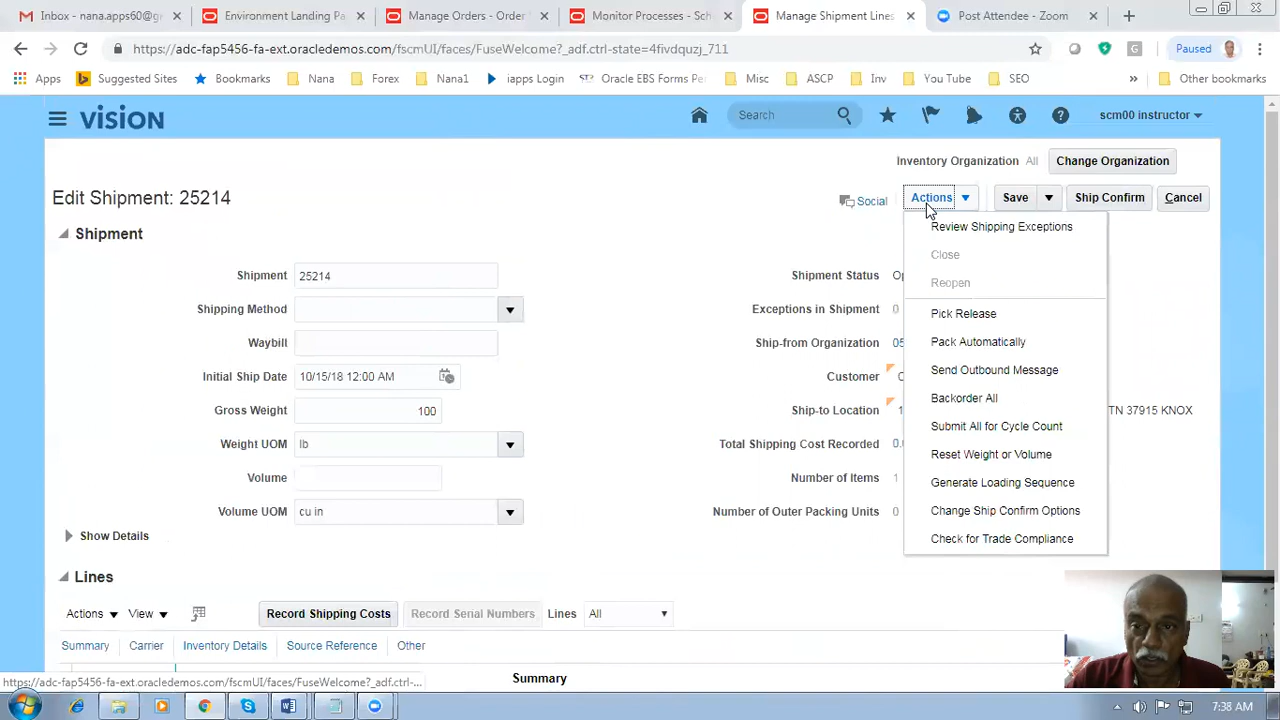 Inbox - nana.apps60@g
Environment Landing Pa
Manage Orders - Order
Monitor Processes - Sch
Manage Shipment Lines
Post Attendee - Zoom
https://adc-fap5456-fa-ext.oracledemos.com/fscmUI/faces/FuseWelcome?_adf.ctrl-state=4fivdquzj_711
Paused
Apps
Suggested Sites
Bookmarks
Nana
Forex
Nana1
iapps Login
Oracle EBS Forms Per
Misc
ASCP
Inv
You Tube
SEO
»
Other bookmarks
VISION
Search
scm00 instructor
Inventory Organization All
Change Organization
Edit Shipment: 25214
Social
Actions
Save
Ship Confirm
Cancel
Shipment
Shipment 25214
Shipping Method
Waybill
Initial Ship Date 10/15/18 12:00 AM
Gross Weight 100
Weight UOM lb
Volume
Volume UOM cu in
Show Details
Shipment Status Op
Exceptions in Shipment 0
Ship-from Organization 05
Customer C
Ship-to Location 1 TN 37915 KNOX
Total Shipping Cost Recorded 0.
Number of Items 1
Number of Outer Packing Units 0
Review Shipping Exceptions
Close
Reopen
Pick Release
Pack Automatically
Send Outbound Message
Backorder All
Submit All for Cycle Count
Reset Weight or Volume
Generate Loading Sequence
Change Ship Confirm Options
Check for Trade Compliance
Lines
Actions
View
Record Shipping Costs
Record Serial Numbers
Lines All
Summary
Carrier
Inventory Details
Source Reference
Other
Summary
https://adc-fap5456-fa-ext.oracledemos.com/fscmUI/faces/FuseWelcome?_adf.ctrl-...
7:38 AM